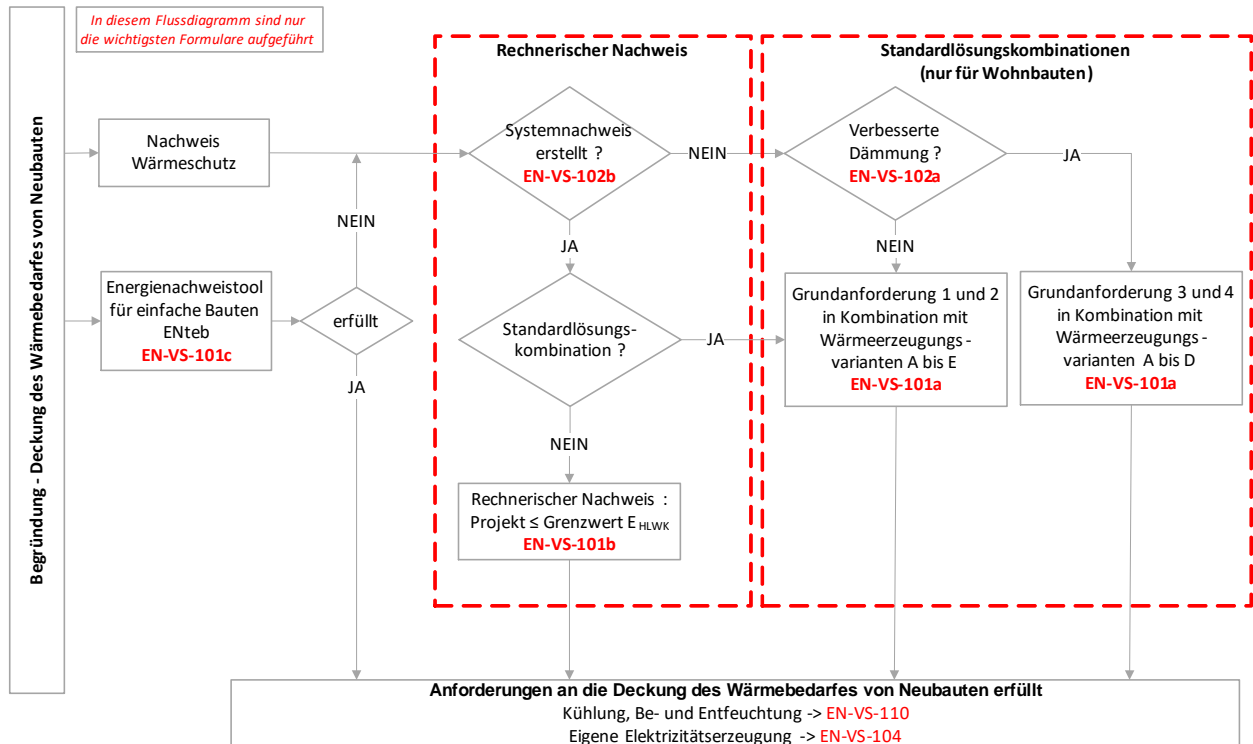 In diesem Flussdiagramm sind nur
die wichtigsten Formulare aufgeführt
Begründung - Deckung des Wärmebedarfes von Neubauten
Rechnerischer Nachweis
Standardlösungskombinationen
(nur für Wohnbauten)
Nachweis
Wärmeschutz
Systemnachweis
erstellt ?
EN-VS-102b
NEIN
Verbesserte
Dämmung ?
EN-VS-102a
JA
NEIN
JA
NEIN
Energienachweistool
für einfache Bauten
ENteb
EN-VS-101c
erfüllt
JA
Standardlösungs-
kombination ?
JA
Grundanforderung 1 und 2
in Kombination mit
Wärmeerzeugungs-
varianten A bis E
EN-VS-101a
Grundanforderung 3 und 4
in Kombination mit
Wärmeerzeugungs-
varianten A bis D
EN-VS-101a
NEIN
Rechnerischer Nachweis :
Projekt ≤ Grenzwert E HLWK
EN-VS-101b
Anforderungen an die Deckung des Wärmebedarfes von Neubauten erfüllt
Kühlung, Be- und Entfeuchtung -> EN-VS-110
Eigene Elektrizitätserzeugung -> EN-VS-104